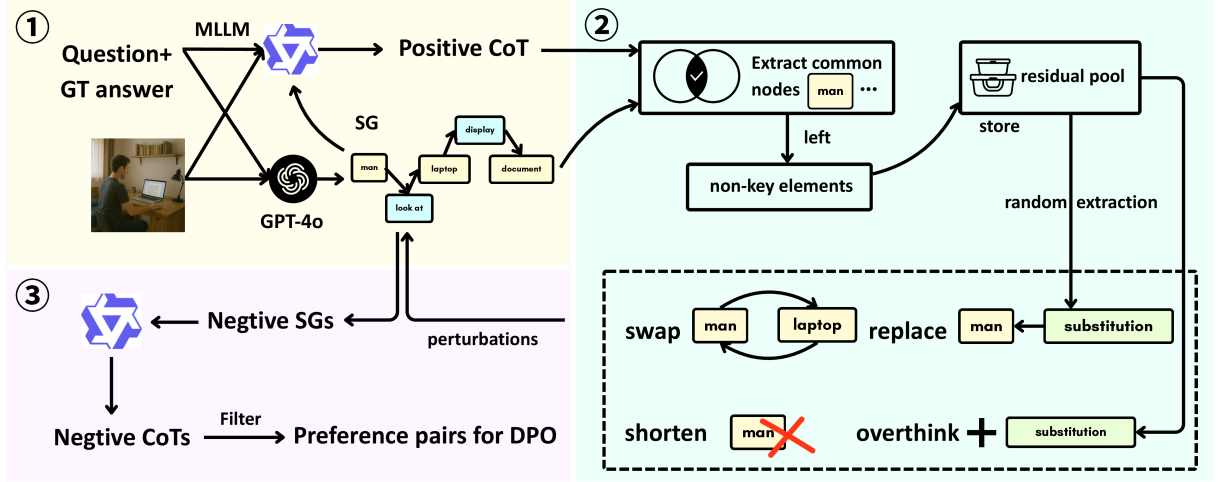 ①
MLLM
Question+
GT answer
Positive CoT
SG
man
look at
laptop
display
document
GPT-4o
②
Extract common
nodes man ...
left
non-key elements
residual pool
store
random extraction
swap man laptop
replace man substitution
shorten man
overthink + substitution
③
perturbations
Negtive SGs
Negtive CoTs
Filter
Preference pairs for DPO